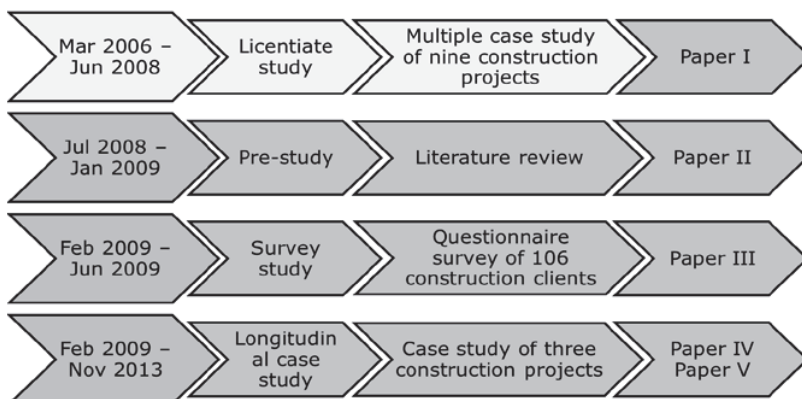 Mar 2006 –
Jun 2008
Licentiate
study
Multiple case study
of nine construction
projects
Paper I
Jul 2008 –
Jan 2009
Pre-study
Literature review
Paper II
Feb 2009 –
Jun 2009
Survey
study
Questionnaire
survey of 106
construction clients
Paper III
Feb 2009 –
Nov 2013
Longitudin
al case
study
Case study of three
construction projects
Paper IV
Paper V